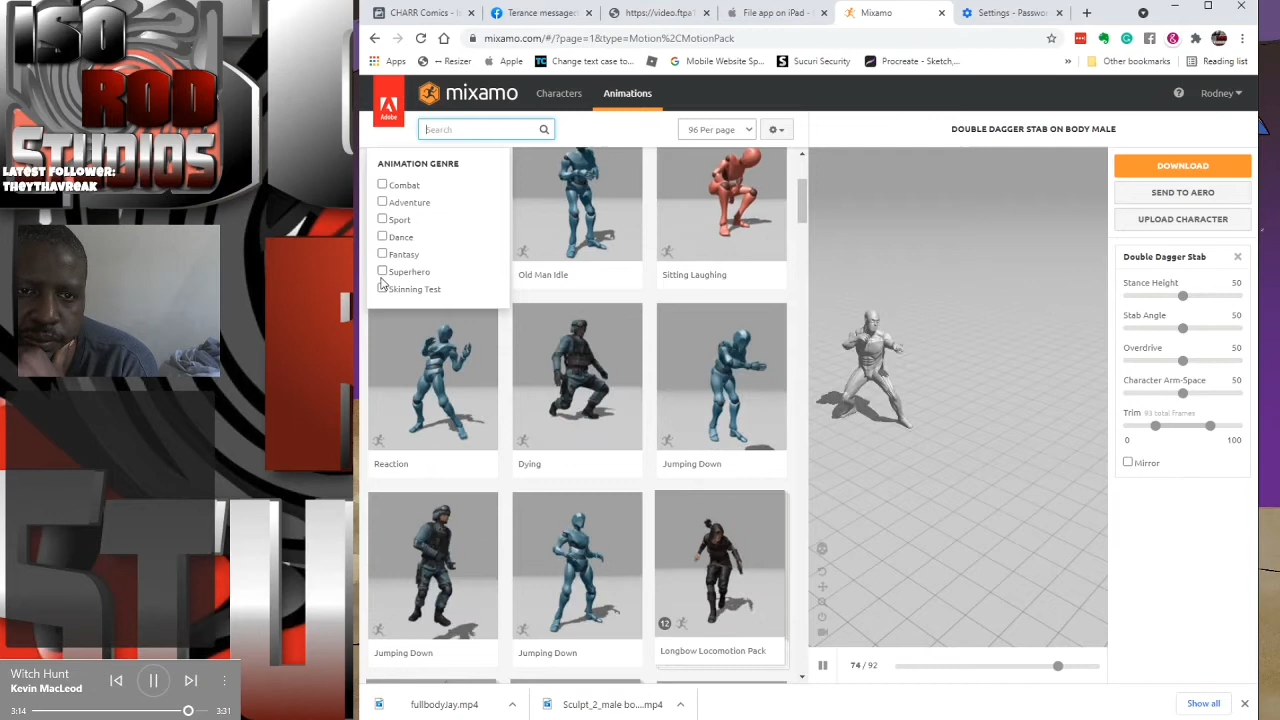 ISO
ROD
STUDIOS
LATEST FOLLOWER:
THEYTHAVREAK
Witch Hunt
Kevin MacLeod
3:14
3:31
CHARR Comics - Is
Terance messaged
https://video.ftpa
File app on iPad -
Mixamo
Settings - Passwor
mixamo.com/#/?page=1&type=Motion%2CMotionPack
Apps
Resizer
Apple
Change text case to...
Mobile Website Sp...
Sucuri Security
Procreate - Sketch,...
»
Other bookmarks
Reading list
Adobe
mixamo
Characters
Animations
Rodney
Search
96 Per page
DOUBLE DAGGER STAB ON BODY MALE
ANIMATION GENRE
Combat
Adventure
Sport
Dance
Fantasy
Superhero
Skinning Test
Old Man Idle
Sitting Laughing
Reaction
Dying
Jumping Down
Jumping Down
Jumping Down
12
Longbow Locomotion Pack
DOWNLOAD
SEND TO AERO
UPLOAD CHARACTER
Double Dagger Stab
Stance Height 50
Stab Angle 50
Overdrive 50
Character Arm-Space 50
Trim 93 total frames
0 100
Mirror
74 / 92
fullbodyJay.mp4
Sculpt_2_male bo....mp4
Show all